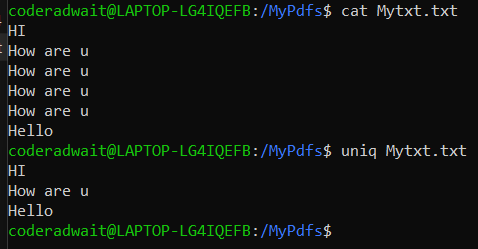 coderadwait@LAPTOP-LG4IQEFB:/MyPdfs$ cat Mytxt.txt
HI
How are u
How are u
How are u
How are u
Hello
coderadwait@LAPTOP-LG4IQEFB:/MyPdfs$ uniq Mytxt.txt
HI
How are u
Hello
coderadwait@LAPTOP-LG4IQEFB:/MyPdfs$